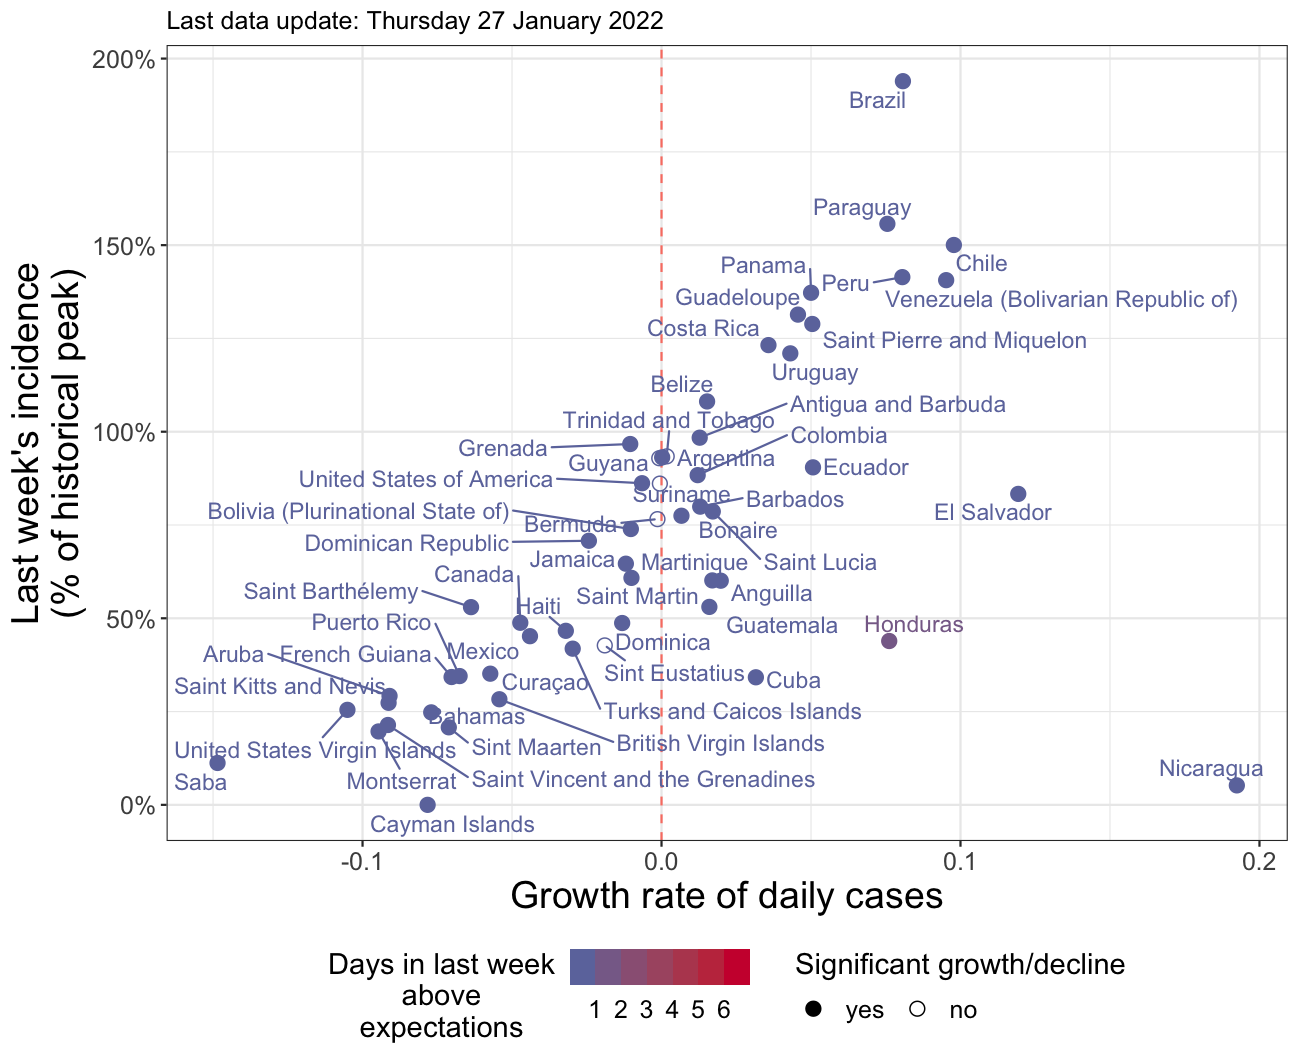 Last data update: Thursday 27 January 2022
Last week's incidence
(% of historical peak)
200%
150%
100%
50%
0%
Brazil
Paraguay
Chile
Panama
Peru
Guadeloupe
Venezuela (Bolivarian Republic of)
Costa Rica
Saint Pierre and Miquelon
Uruguay
Belize
Antigua and Barbuda
Trinidad and Tobago
Colombia
Grenada
Guyana
Argentina
Ecuador
United States of America
Suriname
Barbados
El Salvador
Bolivia (Plurinational State of)
Bermuda
Bonaire
Dominican Republic
Jamaica
Martinique
Saint Lucia
Canada
Saint Barthélemy
Saint Martin
Anguilla
Haiti
Puerto Rico
Guatemala
Honduras
Dominica
Aruba
French Guiana
Mexico
Sint Eustatius
Cuba
Saint Kitts and Nevis
Curaçao
Turks and Caicos Islands
Bahamas
United States Virgin Islands
Sint Maarten
British Virgin Islands
Saba
Montserrat
Saint Vincent and the Grenadines
Nicaragua
Cayman Islands
-0.1
0.0
0.1
0.2
Growth rate of daily cases
Days in last week
above
expectations
1 2 3 4 5 6
Significant growth/decline
yes
no